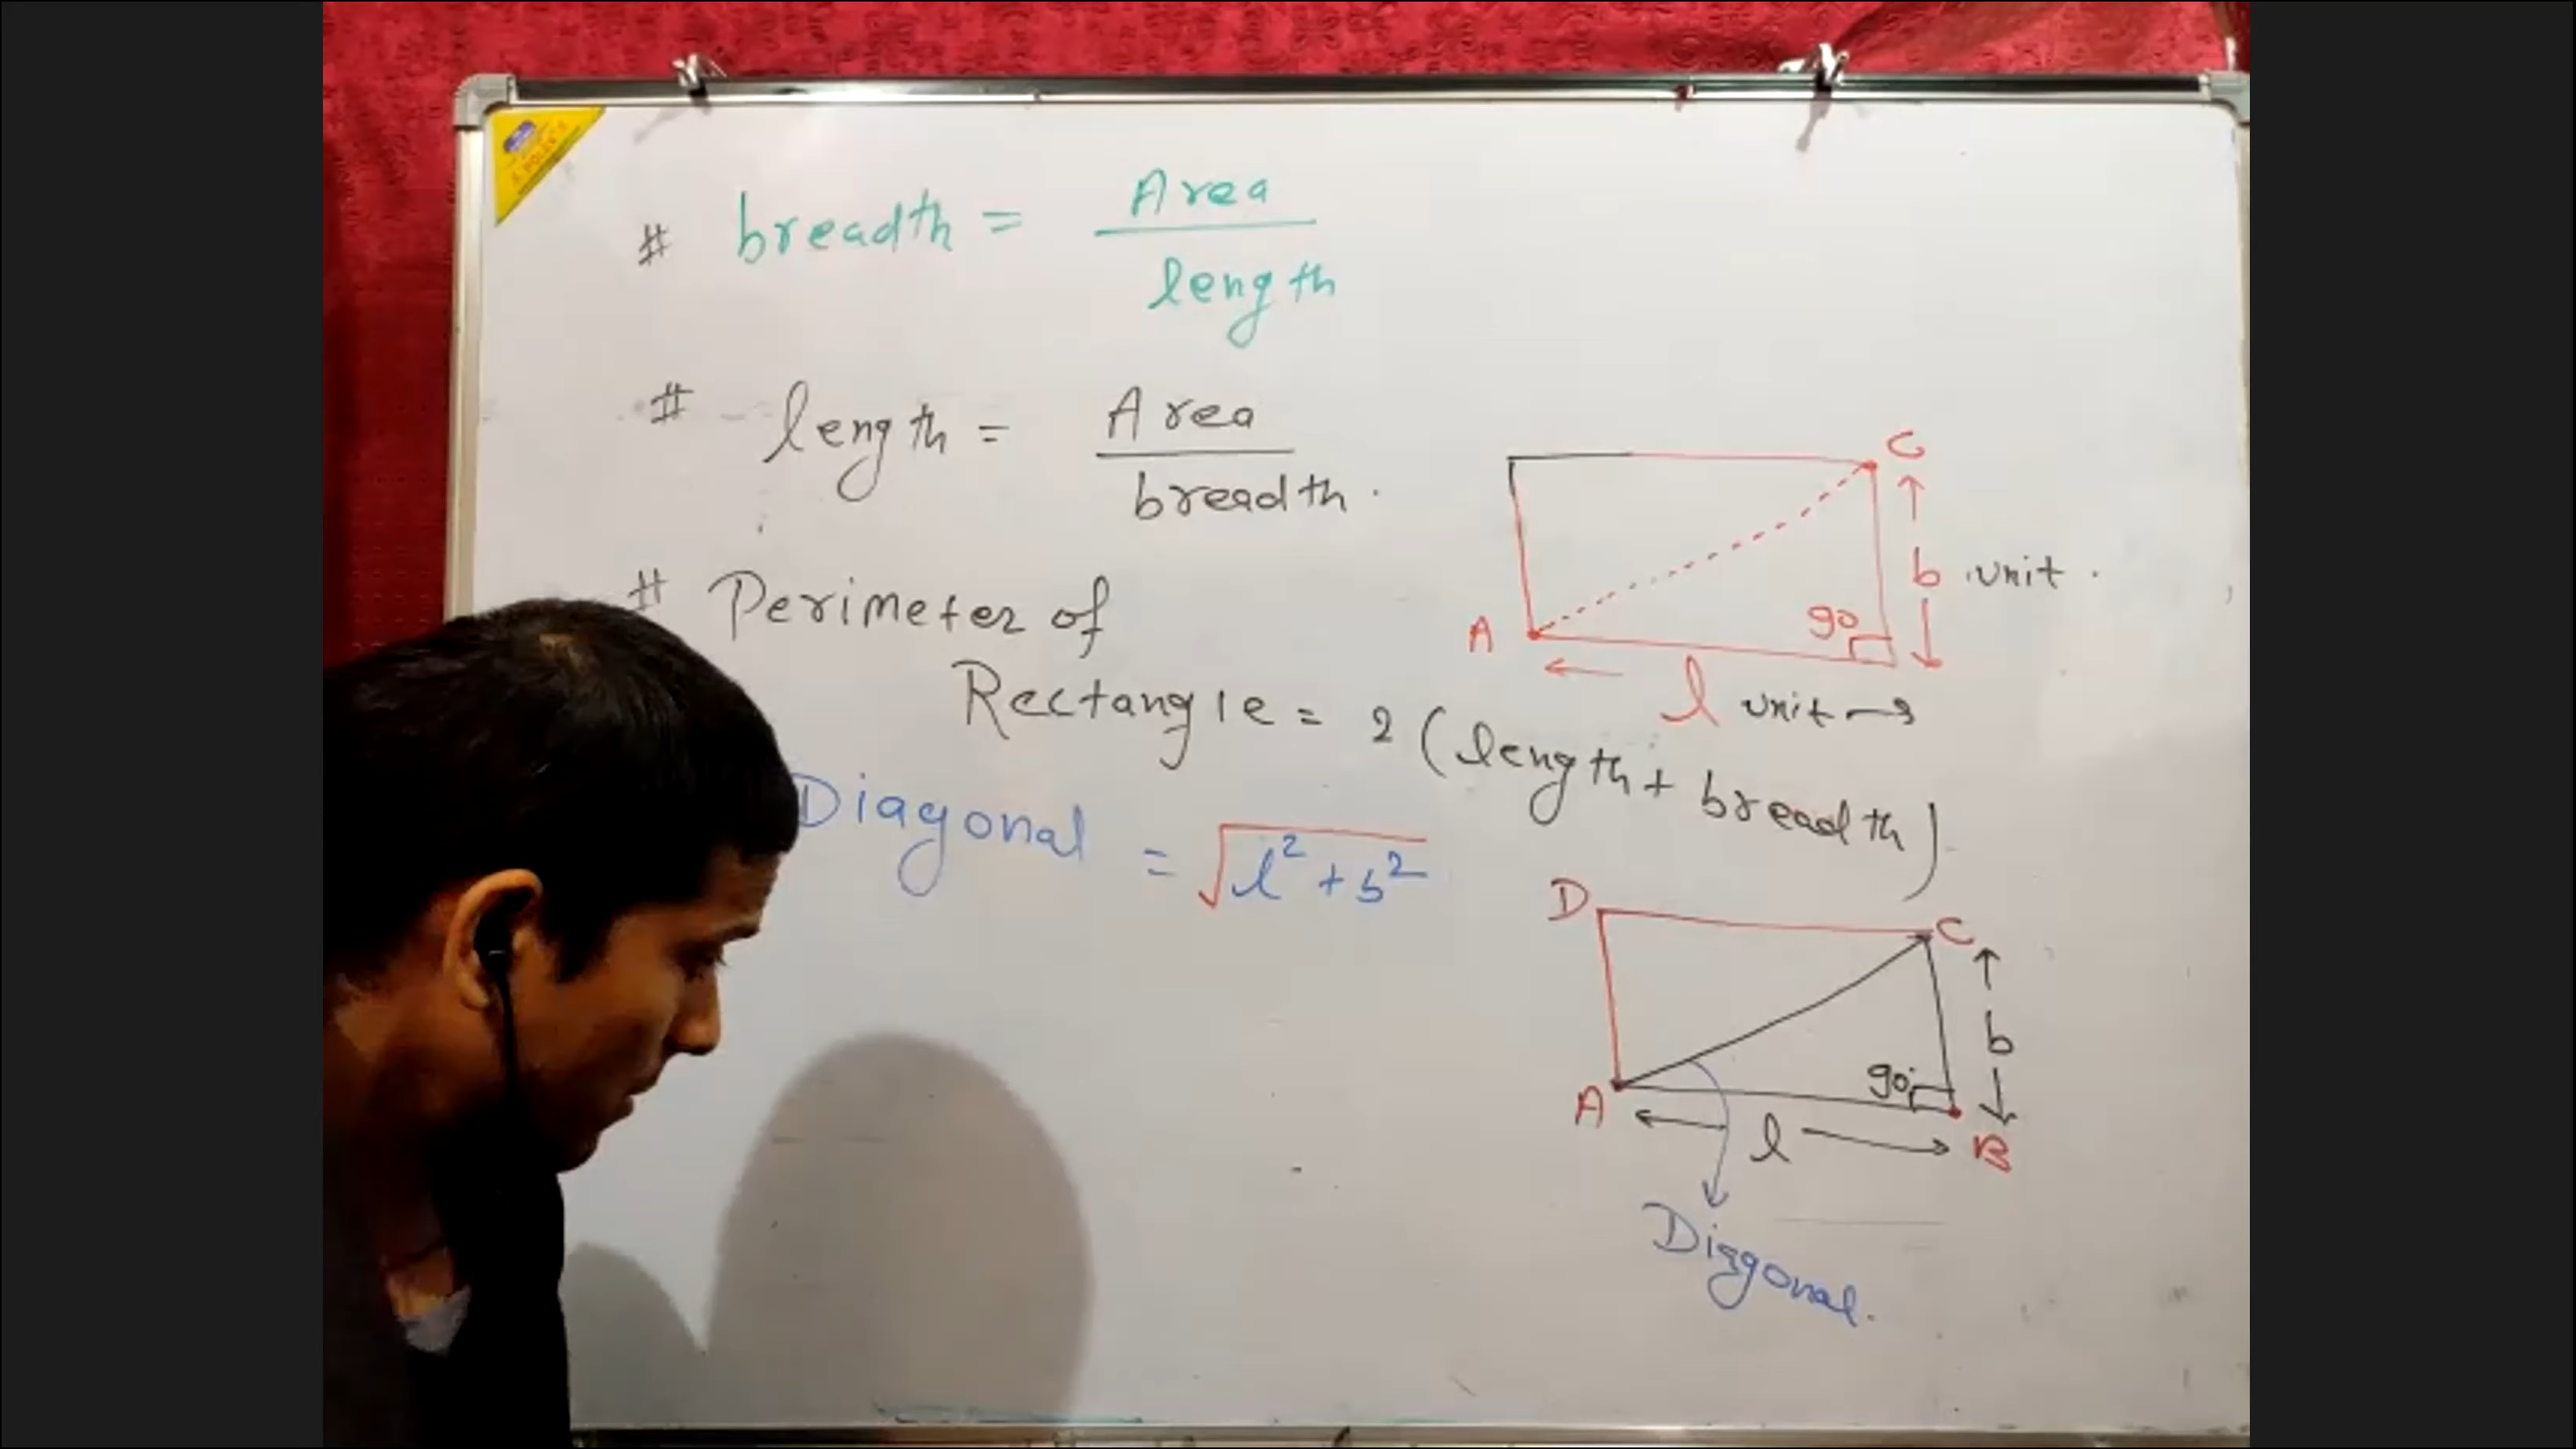 # breadth = Area / length
# length = Area / breadth.
# Perimeter of
Rectangle = 2 (length + breadth)
Diagonal = √l² + b²
C
b unit.
90
A
l unit →
D
C
b
90°
A
l
B
Diagonal.